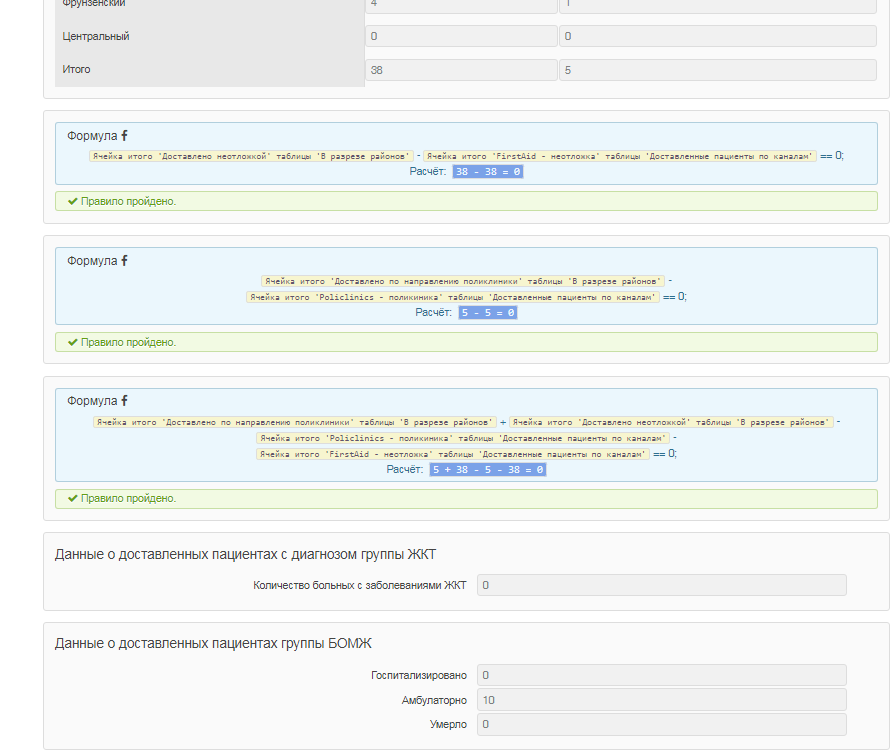 Фрунзенский 4 1
Центральный 0 0
Итого 38 5
Формула
Ячейка итого 'Доставлено неотложкой' таблицы 'В разрезе районов' - Ячейка итого 'FirstAid - неотложка' таблицы 'Доставленные пациенты по каналам' == 0;
Расчёт: 38 - 38 = 0
Правило пройдено.
Формула
Ячейка итого 'Доставлено по направлению поликлиники' таблицы 'В разрезе районов' -
Ячейка итого 'Policlinics - поликиника' таблицы 'Доставленные пациенты по каналам' == 0;
Расчёт: 5 - 5 = 0
Правило пройдено.
Формула
Ячейка итого 'Доставлено по направлению поликлиники' таблицы 'В разрезе районов' + Ячейка итого 'Доставлено неотложкой' таблицы 'В разрезе районов' -
Ячейка итого 'Policlinics - поликиника' таблицы 'Доставленные пациенты по каналам' -
Ячейка итого 'FirstAid - неотложка' таблицы 'Доставленные пациенты по каналам' == 0;
Расчёт: 5 + 38 - 5 - 38 = 0
Правило пройдено.
Данные о доставленных пациентах с диагнозом группы ЖКТ
Количество больных с заболеваниями ЖКТ 0
Данные о доставленных пациентах группы БОМЖ
Госпитализировано 0
Амбулаторно 10
Умерло 0